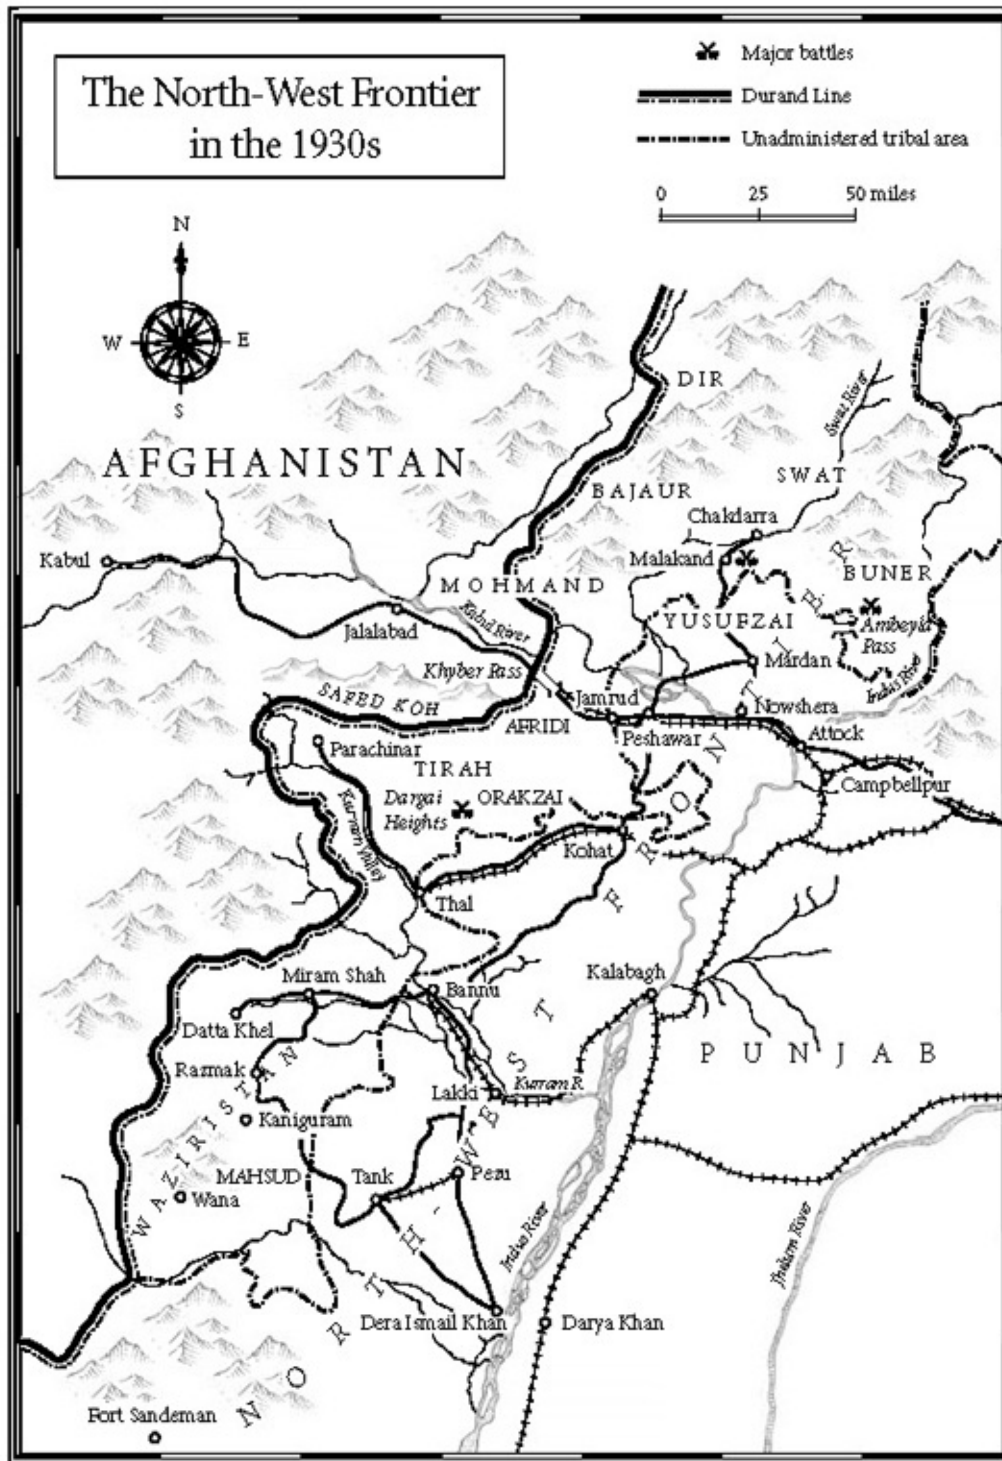 The North-West Frontier
in the 1930s
Major battles
Durand Line
Unadministered tribal area
0 25 50 miles
N
W E
S
DIR
Swat River
AFGHANISTAN
SWAT
BAJAUR
Chakdarra
Kabul
Malakand
BUNER
MOHMAND
Kabul River
YUSUFZAI
Ambeyla
Pass
Jalalabad
Mardan
Khyber Pass
Indus River
SAFED KOH
Jamrud
Nowshera
AFRIDI
Peshawar
Attock
Parachinar
TIRAH
Campbellpur
Dargai
Heights
ORAKZAI
Kurram Valley
Kohat
Thal
Miram Shah
Bannu
Kalabagh
Datta Khel
PUNJAB
Razmak
Lakki
Kurram R.
WAZIRISTAN
Kaniguram
MAHSUD
Tank
Pezu
Wana
Indus River
Jhelum River
Dera Ismail Khan
Darya Khan
NORTH-WEST FRONTIER
Fort Sandeman